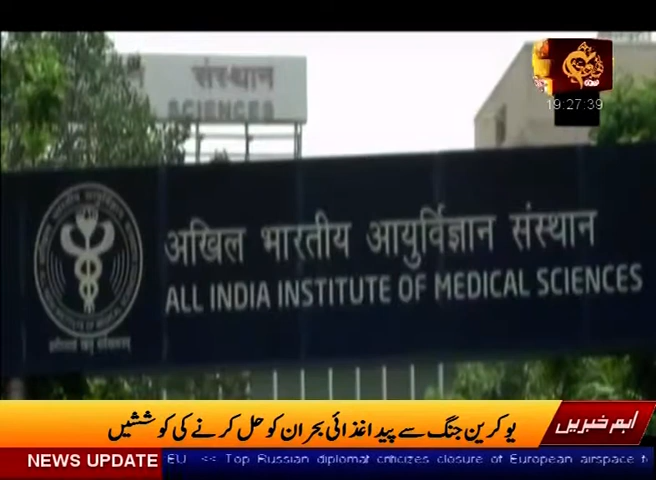 संस्थान
SCIENCES
19:27:39
अखिल भारतीय आयुर्विज्ञान संस्थान
ALL INDIA INSTITUTE OF MEDICAL SCIENCES
یوکرین جنگ سے پیدا غذائی بحران کو حل کرنے کی کوششیں
اہم خبریں
NEWS UPDATE EU << Top Russian diplomat criticizes closure of European airspace